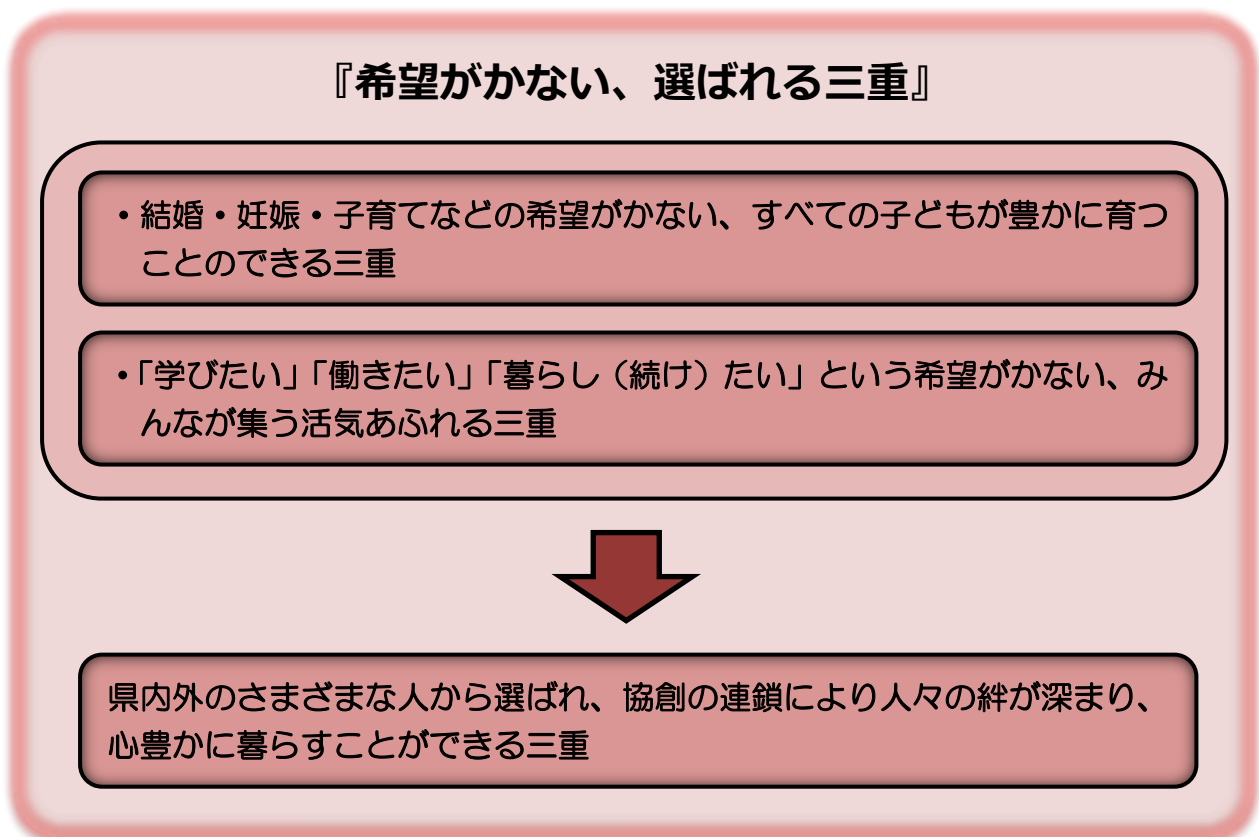 『希望がかない、選ばれる三重』
・結婚・妊娠・子育てなどの希望がかない、すべての子どもが豊かに育つ
ことのできる三重
・「学びたい」「働きたい」「暮らし（続け）たい」という希望がかない、み
んなが集う活気あふれる三重
県内外のさまざまな人から選ばれ、協創の連鎖により人々の絆が深まり、
心豊かに暮らすことができる三重